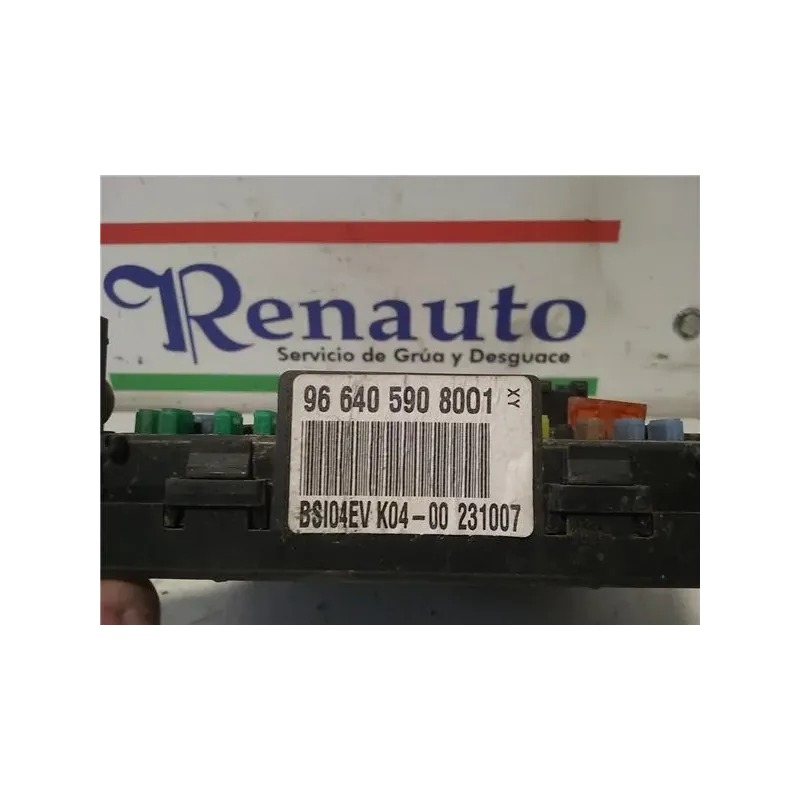 Renauto
Servicio de Grúa y Desguace
96 640 590 8001 XY
BSI04EV K04-00 231007